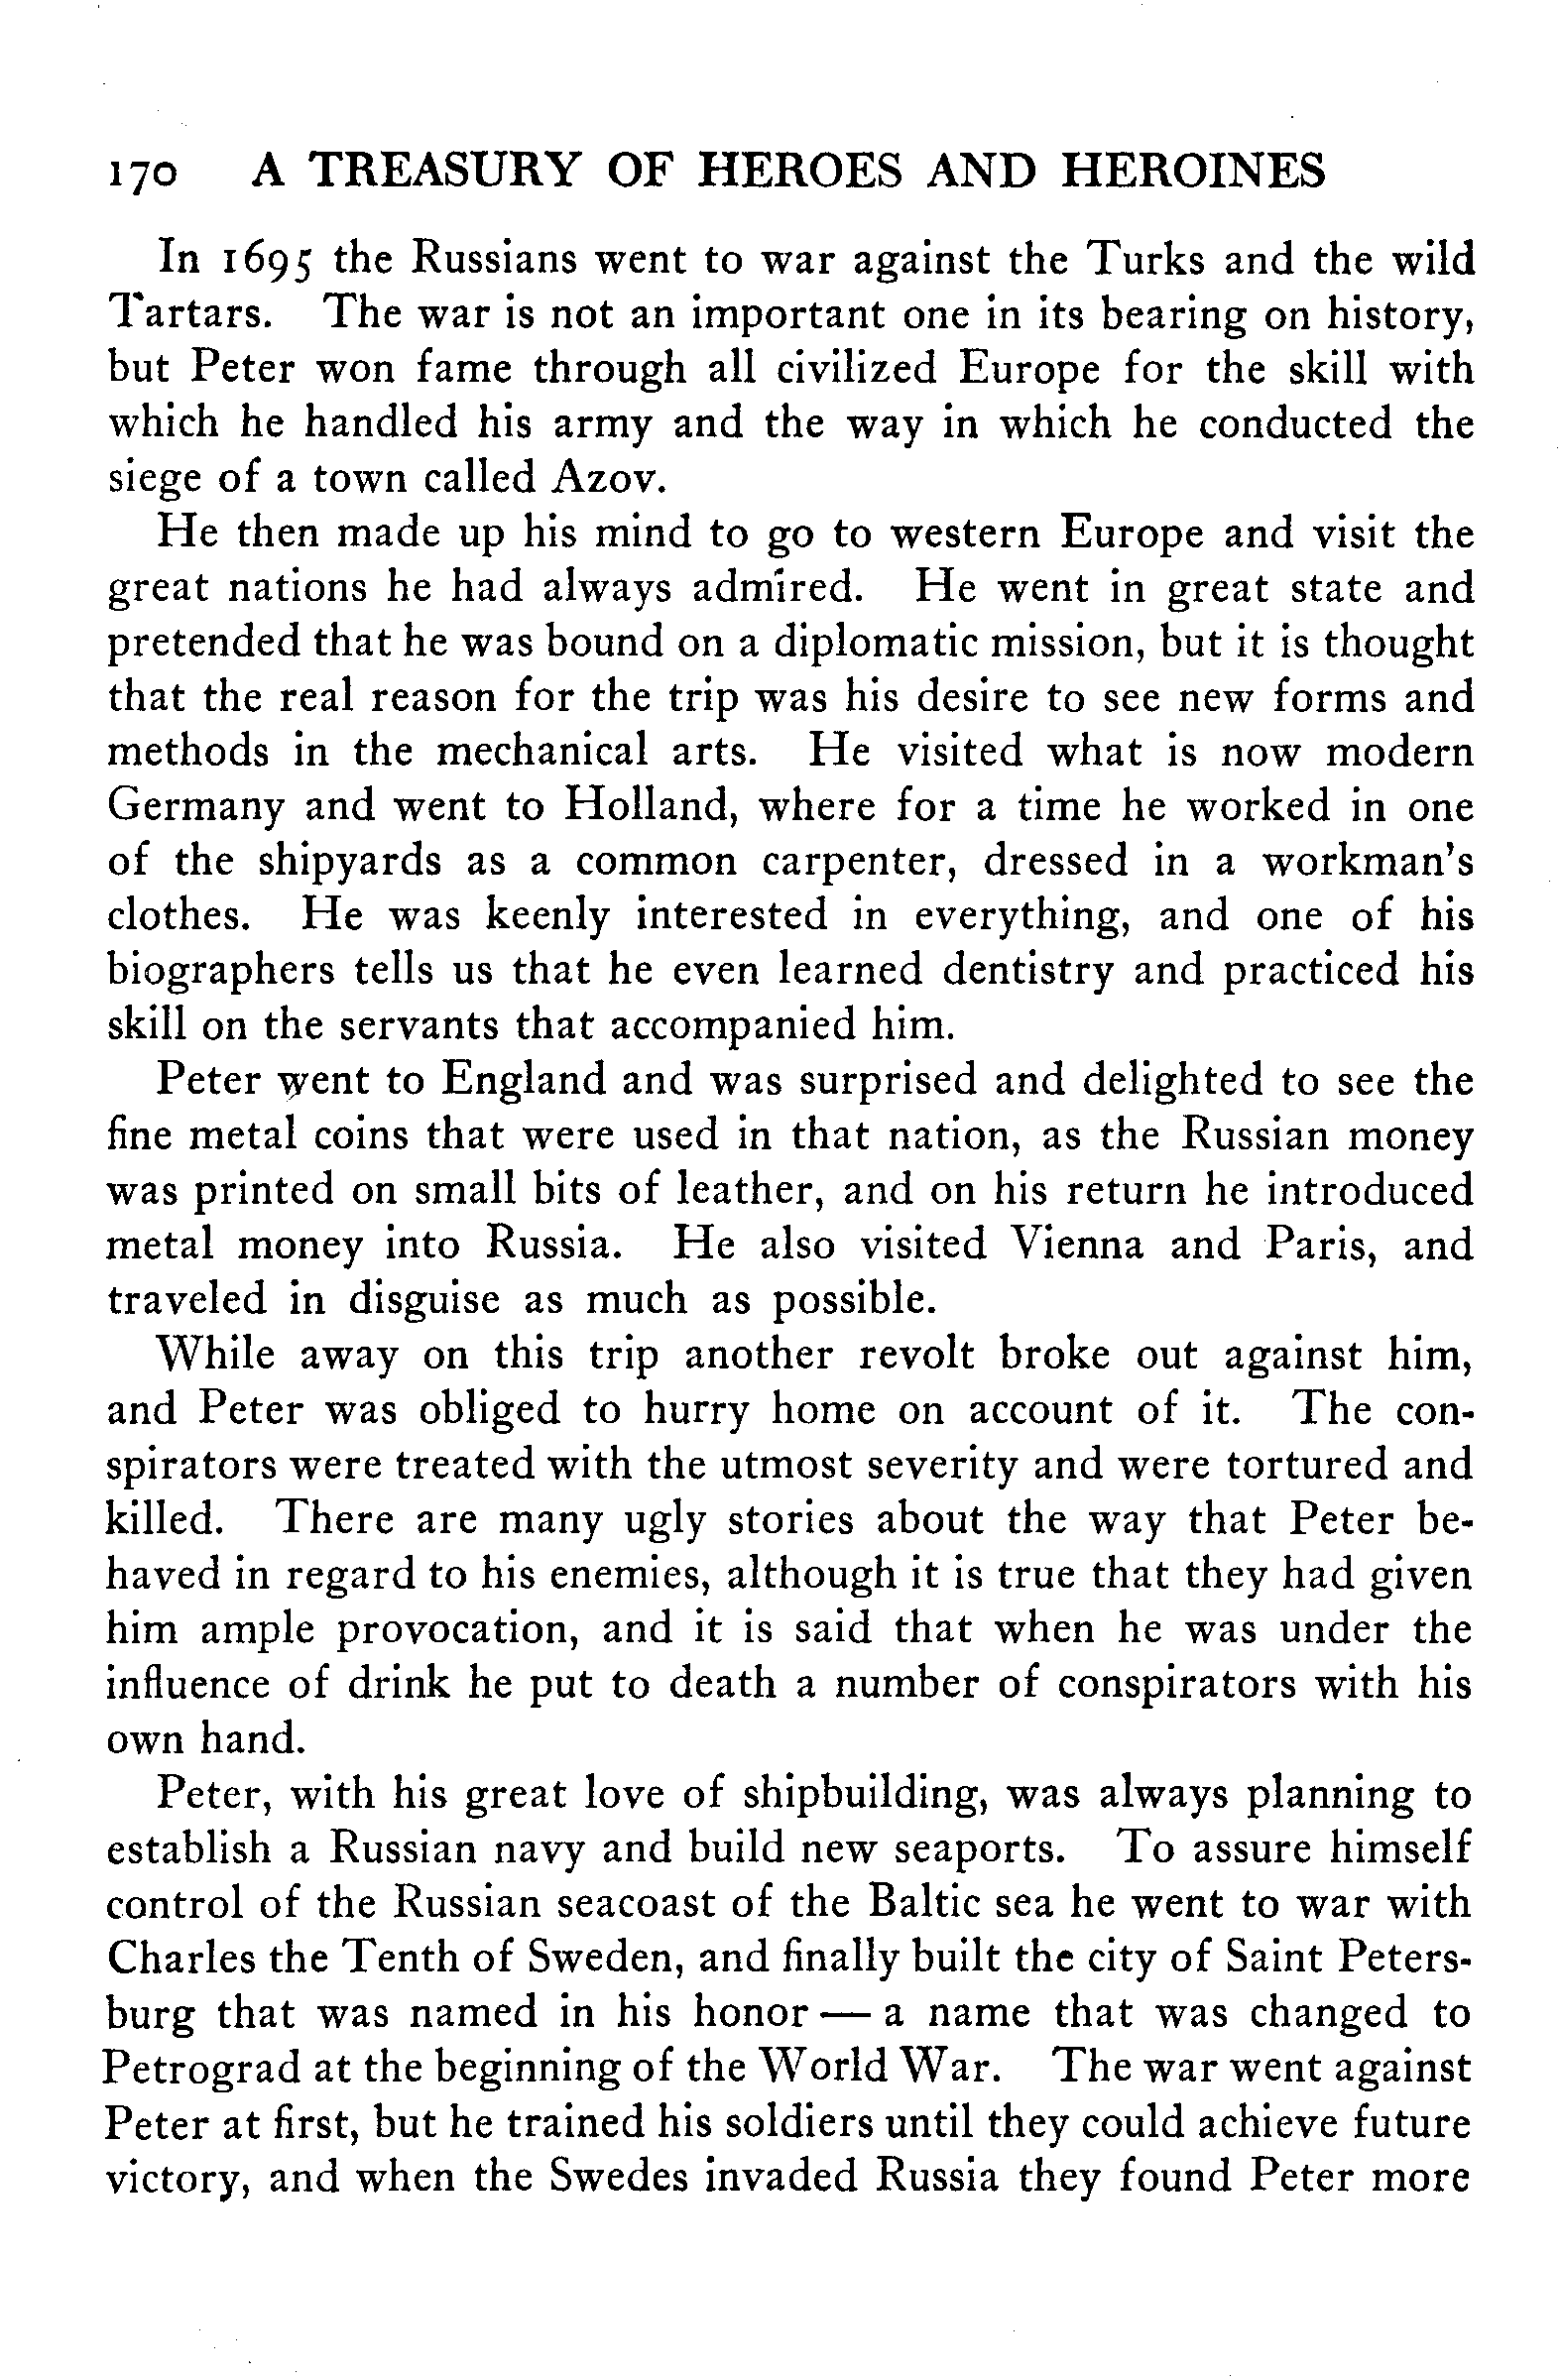 170 A TREASURY OF HEROES AND HEROINES
In 1695 the Russians went to war against the Turks and the wild
Tartars. The war is not an important one in its bearing on history,
but Peter won fame through all civilized Europe for the skill with
which he handled his army and the way in which he conducted the
siege of a town called Azov.
He then made up his mind to go to western Europe and visit the
great nations he had always admired. He went in great state and
pretended that he was bound on a diplomatic mission, but it is thought
that the real reason for the trip was his desire to see new forms and
methods in the mechanical arts. He visited what is now modern
Germany and went to Holland, where for a time he worked in one
of the shipyards as a common carpenter, dressed in a workman's
clothes. He was keenly interested in everything, and one of his
biographers tells us that he even learned dentistry and practiced his
skill on the servants that accompanied him.
Peter went to England and was surprised and delighted to see the
fine metal coins that were used in that nation, as the Russian money
was printed on small bits of leather, and on his return he introduced
metal money into Russia. He also visited Vienna and Paris, and
traveled in disguise as much as possible.
While away on this trip another revolt broke out against him,
and Peter was obliged to hurry home on account of it. The con-
spirators were treated with the utmost severity and were tortured and
killed. There are many ugly stories about the way that Peter be-
haved in regard to his enemies, although it is true that they had given
him ample provocation, and it is said that when he was under the
influence of drink he put to death a number of conspirators with his
own hand.
Peter, with his great love of shipbuilding, was always planning to
establish a Russian navy and build new seaports. To assure himself
control of the Russian seacoast of the Baltic sea he went to war with
Charles the Tenth of Sweden, and finally built the city of Saint Peters-
burg that was named in his honor — a name that was changed to
Petrograd at the beginning of the World War. The war went against
Peter at first, but he trained his soldiers until they could achieve future
victory, and when the Swedes invaded Russia they found Peter more